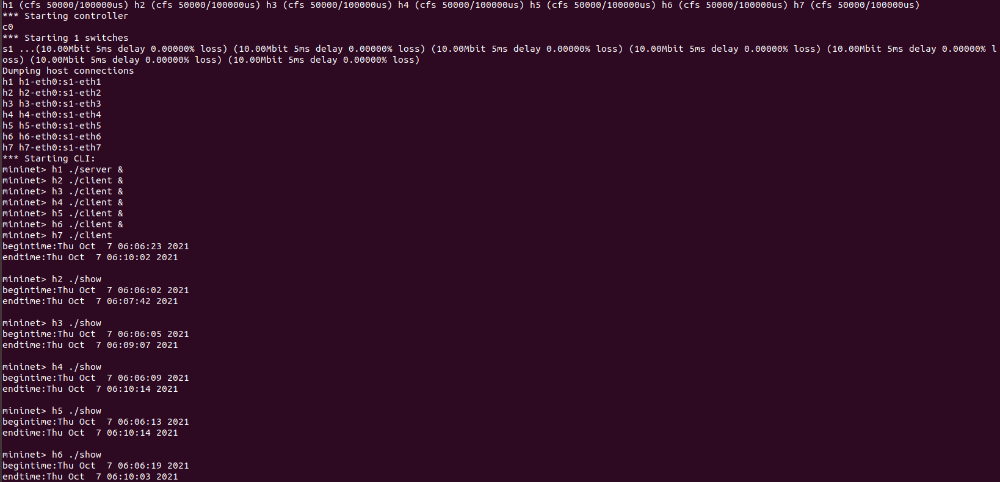 h1 (cfs 50000/100000us) h2 (cfs 50000/100000us) h3 (cfs 50000/100000us) h4 (cfs 50000/100000us) h5 (cfs 50000/100000us) h6 (cfs 50000/100000us) h7 (cfs 50000/100000us)
*** Starting controller
c0
*** Starting 1 switches
s1 ...(10.00Mbit 5ms delay 0.00000% loss) (10.00Mbit 5ms delay 0.00000% loss) (10.00Mbit 5ms delay 0.00000% loss) (10.00Mbit 5ms delay 0.00000% loss) (10.00Mbit 5ms delay 0.00000% l
oss) (10.00Mbit 5ms delay 0.00000% loss) (10.00Mbit 5ms delay 0.00000% loss)
Dumping host connections
h1 h1-eth0:s1-eth1
h2 h2-eth0:s1-eth2
h3 h3-eth0:s1-eth3
h4 h4-eth0:s1-eth4
h5 h5-eth0:s1-eth5
h6 h6-eth0:s1-eth6
h7 h7-eth0:s1-eth7
*** Starting CLI:
mininet> h1 ./server &
mininet> h2 ./client &
mininet> h3 ./client &
mininet> h4 ./client &
mininet> h5 ./client &
mininet> h6 ./client &
mininet> h7 ./client
begintime:Thu Oct  7 06:06:23 2021
endtime:Thu Oct  7 06:10:02 2021

mininet> h2 ./show
begintime:Thu Oct  7 06:06:02 2021
endtime:Thu Oct  7 06:07:42 2021

mininet> h3 ./show
begintime:Thu Oct  7 06:06:05 2021
endtime:Thu Oct  7 06:09:07 2021

mininet> h4 ./show
begintime:Thu Oct  7 06:06:09 2021
endtime:Thu Oct  7 06:10:14 2021

mininet> h5 ./show
begintime:Thu Oct  7 06:06:13 2021
endtime:Thu Oct  7 06:10:14 2021

mininet> h6 ./show
begintime:Thu Oct  7 06:06:19 2021
endtime:Thu Oct  7 06:10:03 2021